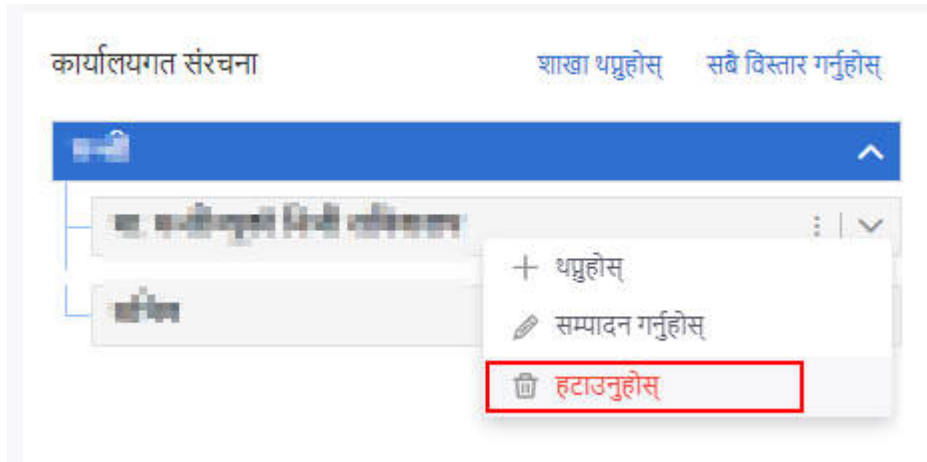 कार्यालयगत संरचना शाखा थप्नुहोस् सबै विस्तार गर्नुहोस्
थप्नुहोस्
सम्पादन गर्नुहोस्
हटाउनुहोस्